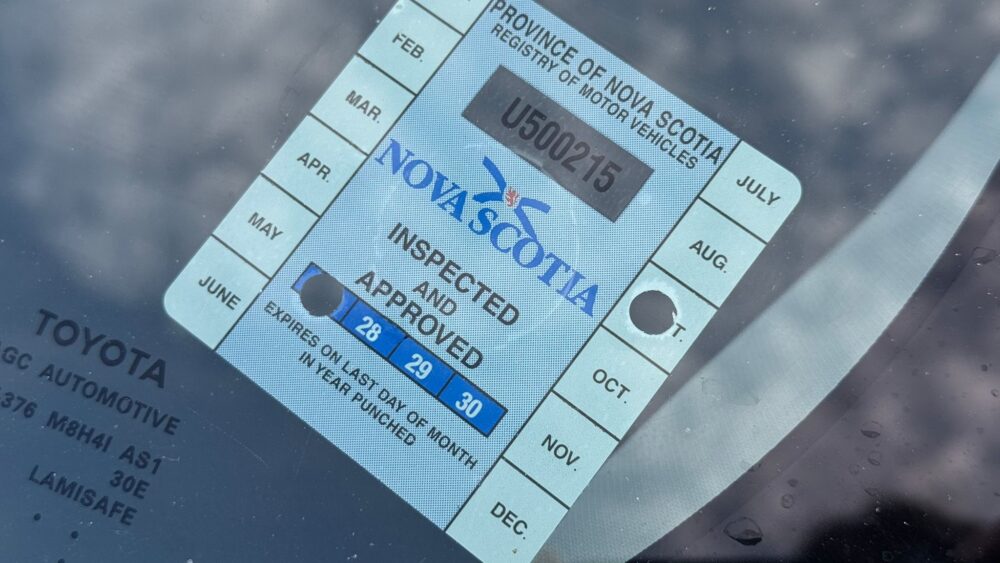 PROVINCE OF NOVA SCOTIA
REGISTRY OF MOTOR VEHICLES
U500215
NOVA SCOTIA
INSPECTED
AND
APPROVED
28 29 30
EXPIRES ON LAST DAY OF MONTH
IN YEAR PUNCHED
FEB.
MAR.
APR.
MAY
JUNE
JULY
AUG.
T.
OCT.
NOV.
DEC.
TOYOTA
AGC AUTOMOTIVE
376 M8H4I AS1
30E
LAMISAFE